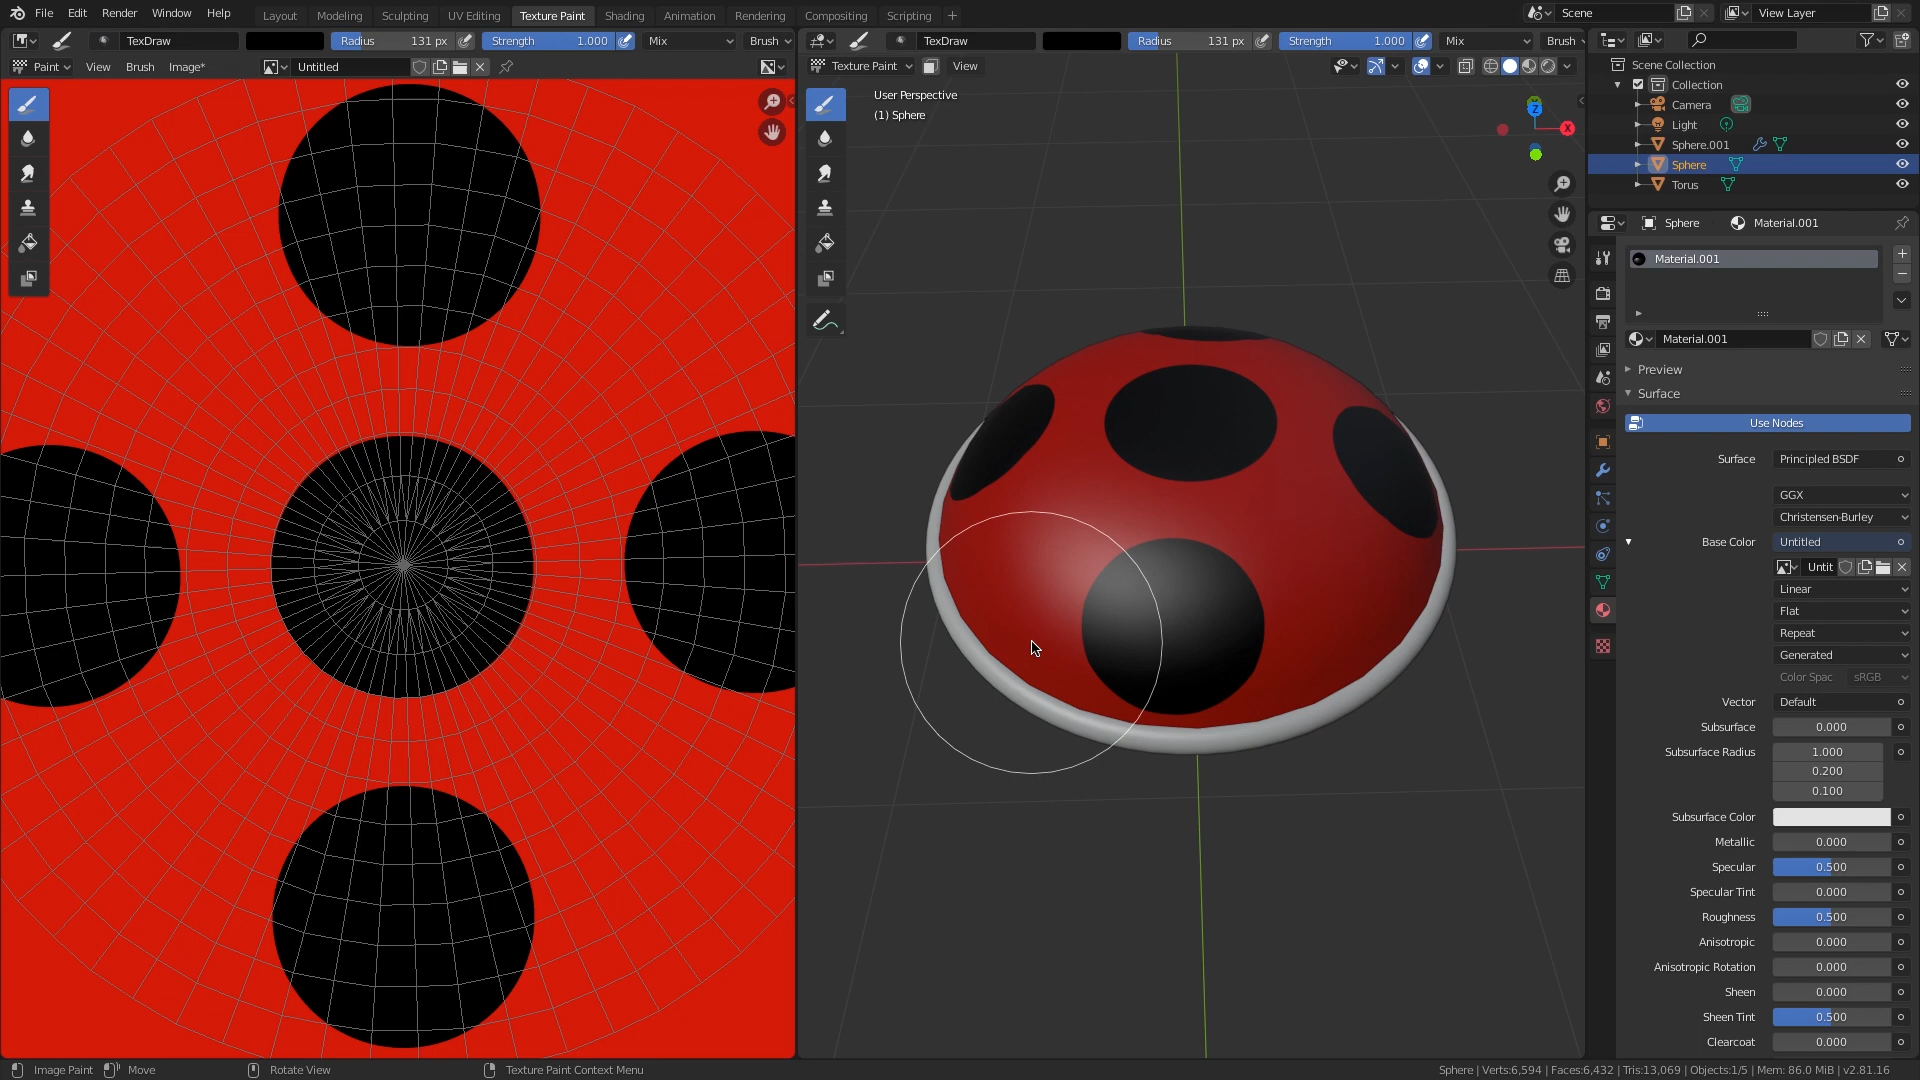 File Edit Render Window Help Layout Modeling Sculpting UV Editing Texture Paint Shading Animation Rendering Compositing Scripting + Scene View Layer
TexDraw Radius 131 px Strength 1.000 Mix Brush TexDraw Radius 131 px Strength 1.000 Mix Brush
Paint View Brush Image* Untitled Texture Paint View
User Perspective
(1) Sphere
Z
X
Scene Collection
Collection
Camera
Light
Sphere.001
Sphere
Torus
Sphere Material.001
Material.001
Material.001
Preview
Surface
Use Nodes
Surface Principled BSDF
GGX
Christensen-Burley
Base Color Untitled
Untit
Linear
Flat
Repeat
Generated
Color Spac sRGB
Vector Default
Subsurface 0.000
Subsurface Radius 1.000
0.200
0.100
Subsurface Color
Metallic 0.000
Specular 0.500
Specular Tint 0.000
Roughness 0.500
Anisotropic 0.000
Anisotropic Rotation 0.000
Sheen 0.000
Sheen Tint 0.500
Clearcoat 0.000
Image Paint Move Rotate View Texture Paint Context Menu Sphere | Verts:6,594 | Faces:6,432 | Tris:13,069 | Objects:1/5 | Mem: 86.0 MiB | v2.81.16